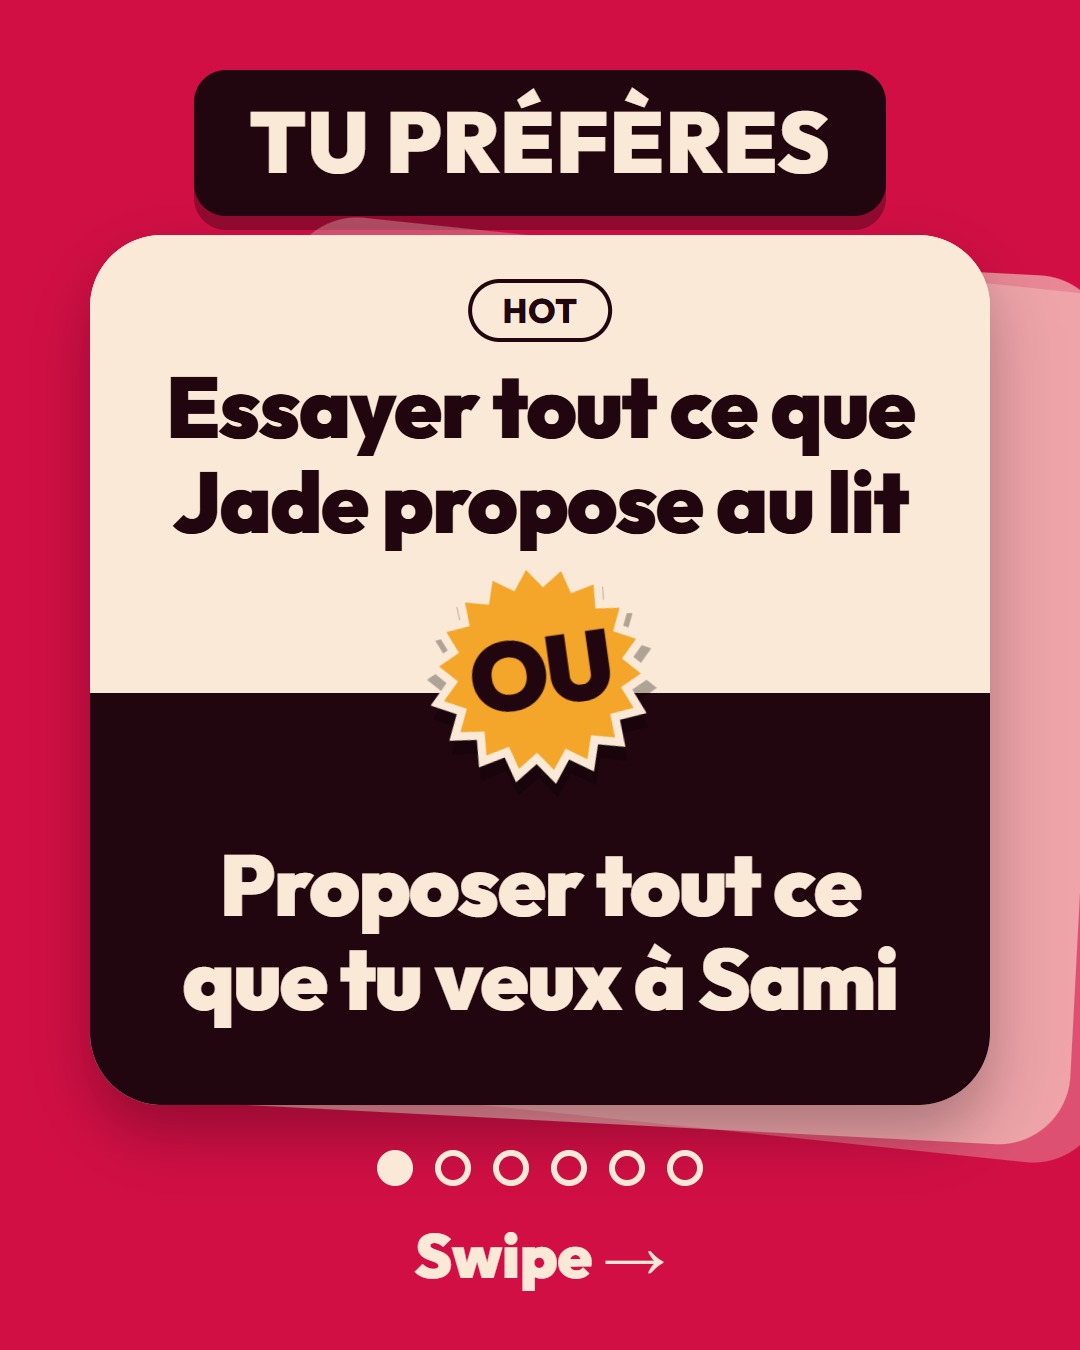 TU PRÉFÈRES
HOT
Essayer tout ce que
Jade propose au lit
OU
Proposer tout ce
que tu veux à Sami
Swipe →